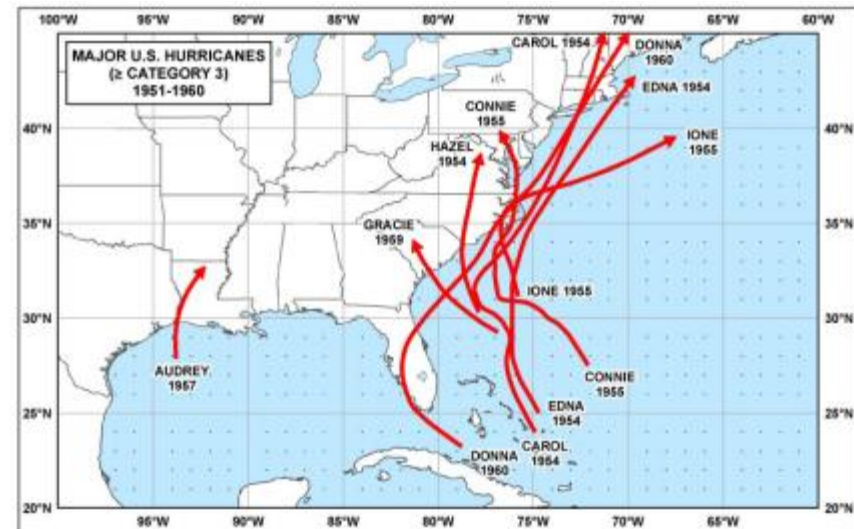 100°W 95°W 90°W 85°W 80°W 75°W 70°W 65°W 60°W
MAJOR U.S. HURRICANES
(≥ CATEGORY 3)
1951-1960
CAROL 1954
DONNA
1960
EDNA 1954
CONNIE
1955
IONE
1955
HAZEL
1954
40°N
40°N
35°N
35°N
GRACIE
1959
IONE 1955
30°N
30°N
AUDREY
1957
CONNIE
1955
EDNA
1954
25°N
25°N
CAROL
1954
DONNA
1960
20°N
20°N
95°W 90°W 85°W 80°W 75°W 70°W 65°W